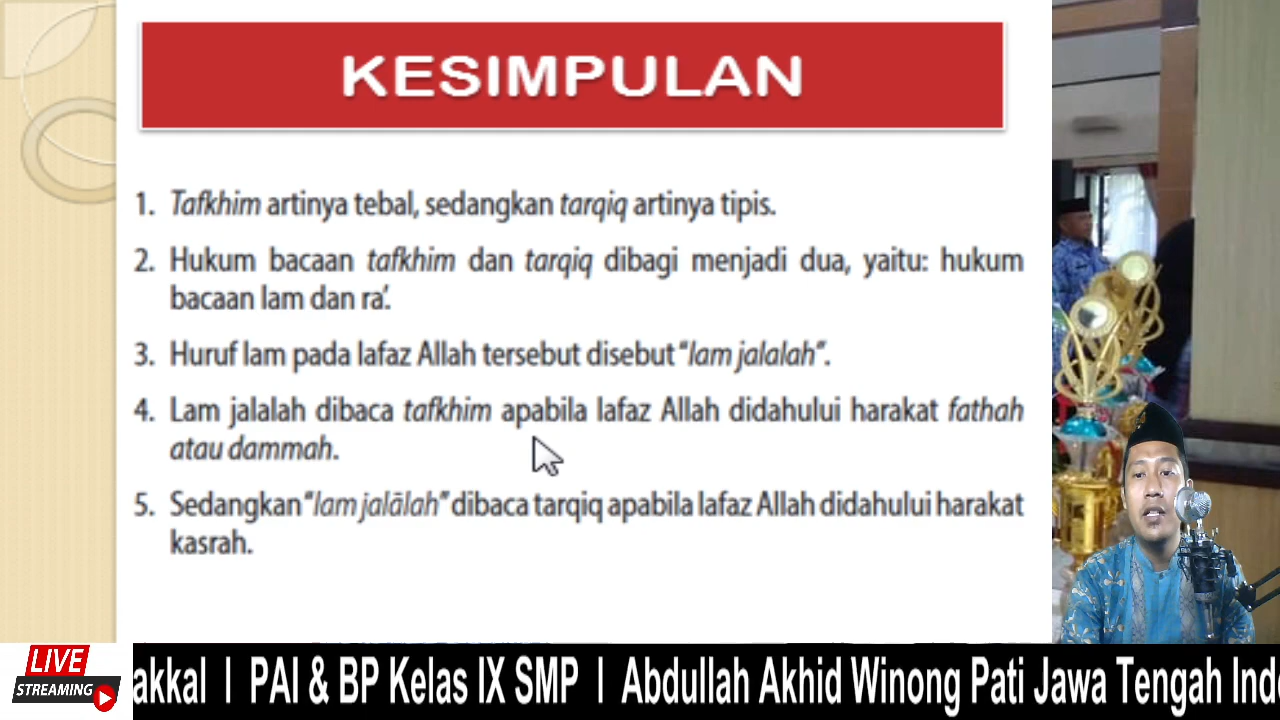 KESIMPULAN
1. Tafkhim artinya tebal, sedangkan tarqiq artinya tipis.
2. Hukum bacaan tafkhim dan tarqiq dibagi menjadi dua, yaitu: hukum
bacaan lam dan ra’.
3. Huruf lam pada lafaz Allah tersebut disebut “lam jalalah”.
4. Lam jalalah dibaca tafkhim apabila lafaz Allah didahului harakat fathah
atau dammah.
5. Sedangkan “lam jalālah” dibaca tarqiq apabila lafaz Allah didahului harakat
kasrah.
LIVE
STREAMING
akkal I PAI & BP Kelas IX SMP I Abdullah Akhid Winong Pati Jawa Tengah Inde